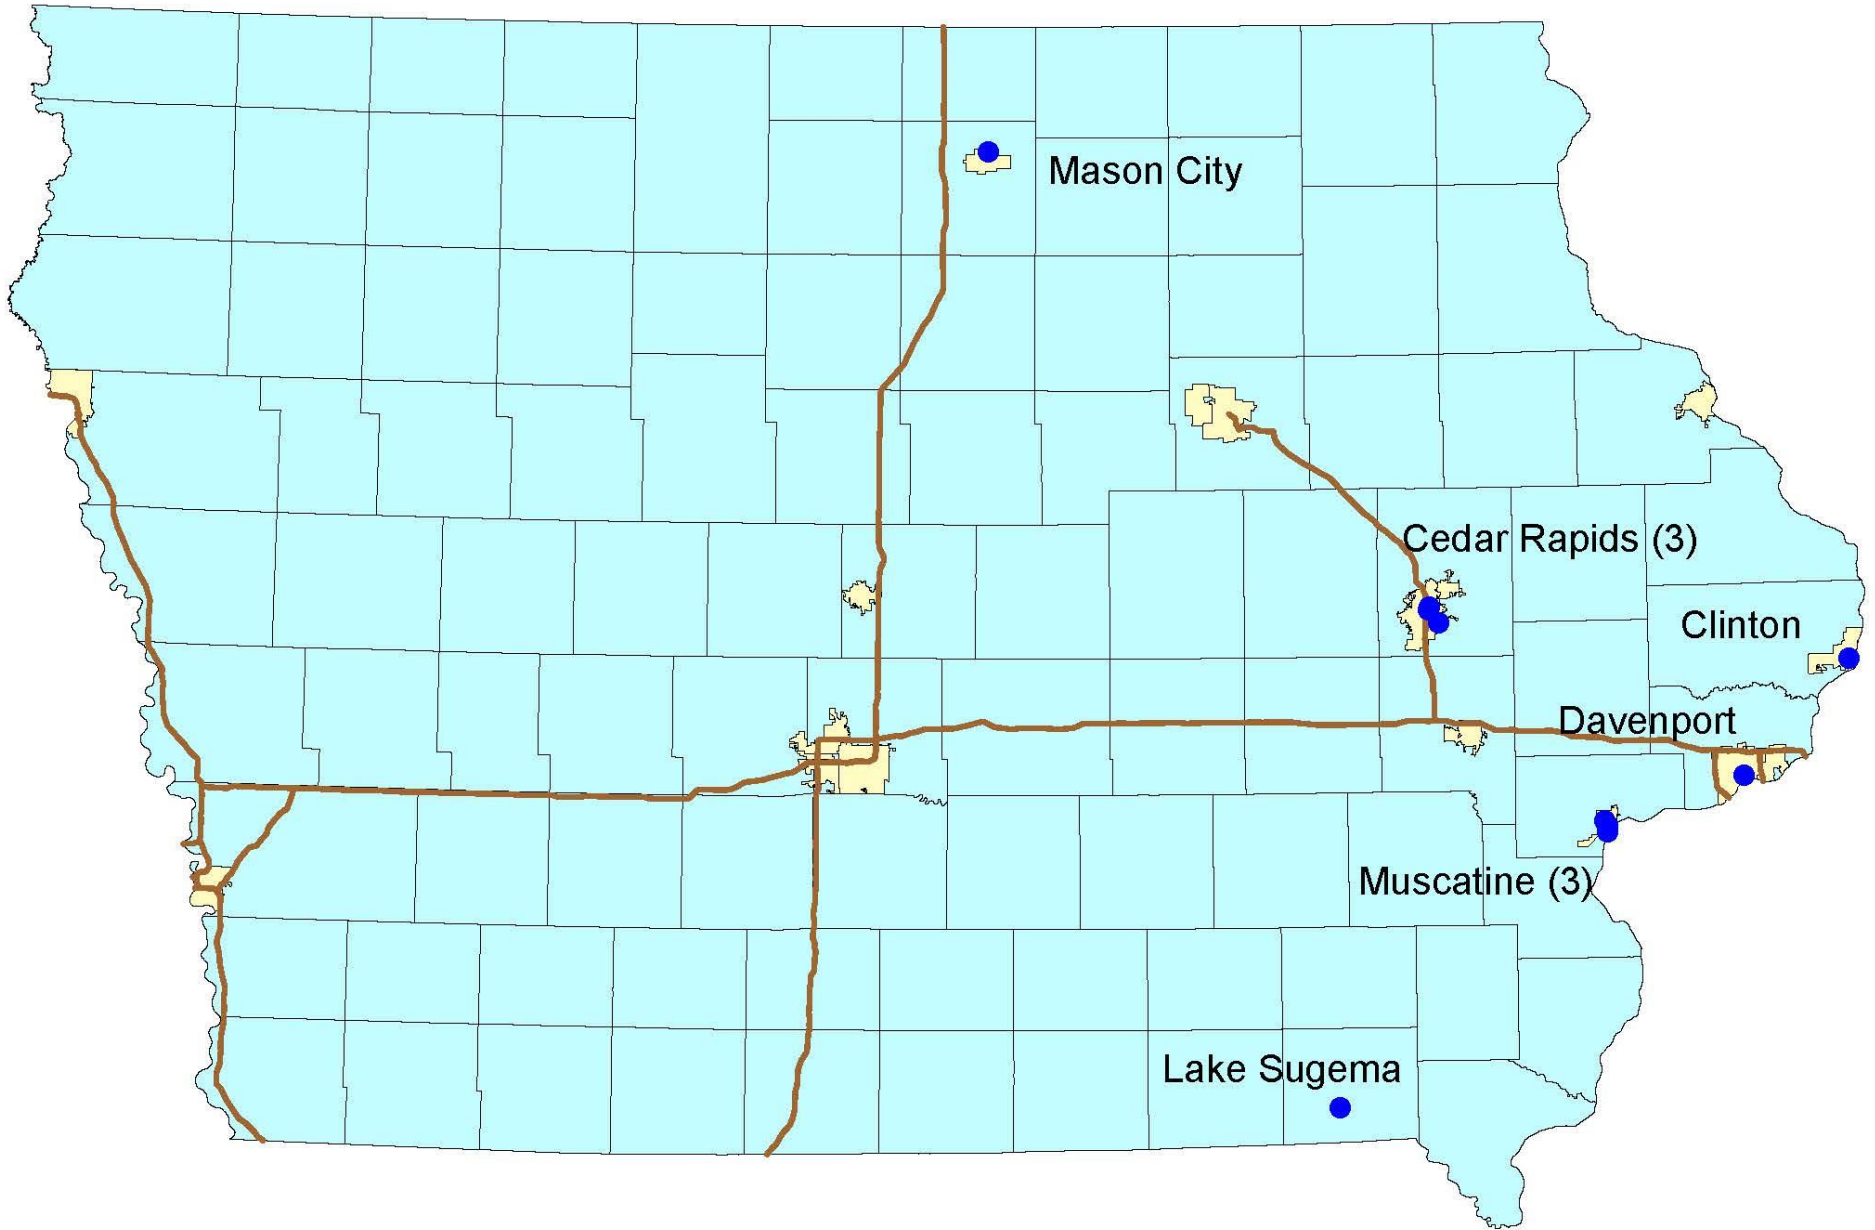 Mason City
Cedar Rapids (3)
Clinton
Davenport
Muscatine (3)
Lake Sugema